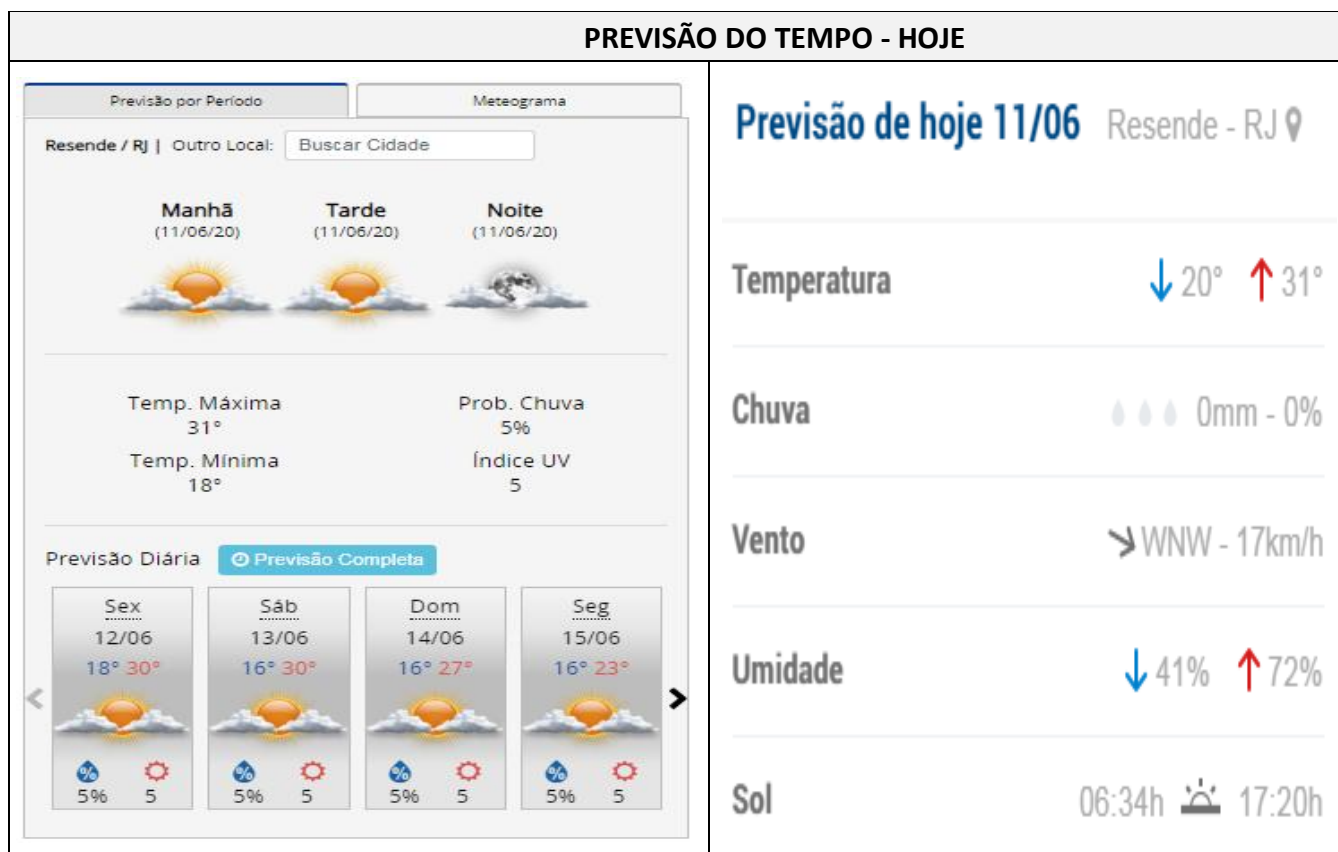 PREVISÃO DO TEMPO - HOJE
Previsão por Período
Meteograma
Resende / RJ | Outro Local: Buscar Cidade
Manhã Tarde Noite
(11/06/20) (11/06/20) (11/06/20)
Temp. Máxima Prob. Chuva
31° 5%
Temp. Mínima Índice UV
18° 5
Previsão Diária Previsão Completa
Sex Sáb Dom Seg
12/06 13/06 14/06 15/06
18° 30° 16° 30° 16° 27° 16° 23°
% % % %
5% 5 5% 5 5% 5 5% 5
Previsão de hoje 11/06 Resende - RJ
Temperatura 20° 31°
Chuva 0mm - 0%
Vento WNW - 17km/h
Umidade 41% 72%
Sol 06:34h 17:20h